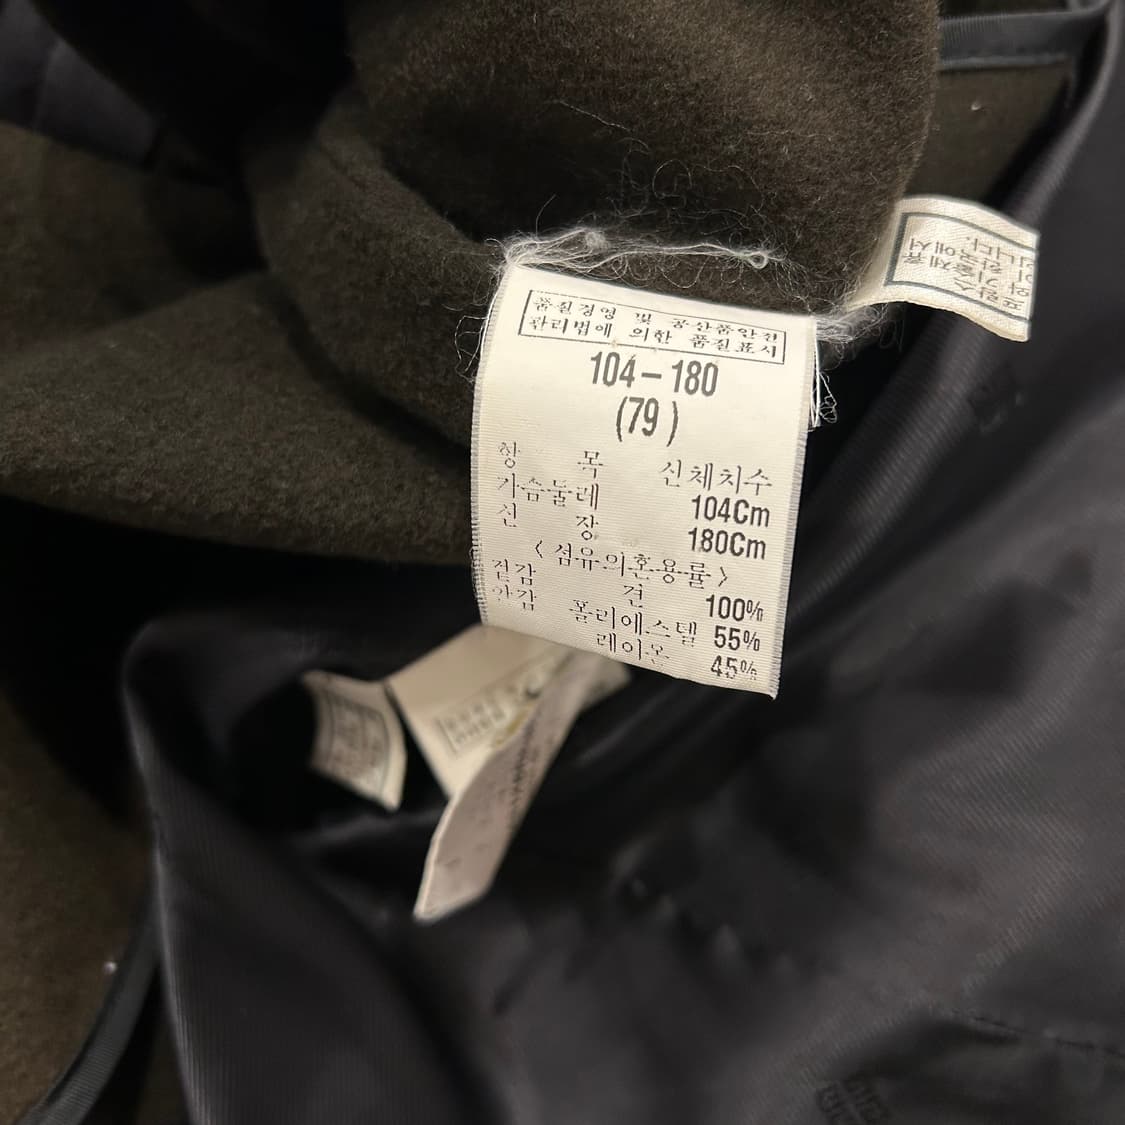 품질경영 및 공산품안전
관리법에 의한 품질표시
104-180
(79)
항 목 신체치수
가슴둘레 104Cm
신 장 180Cm
〈섬유의혼용률〉
겉감 견 100%
안감 폴리에스텔 55%
레이온 45%